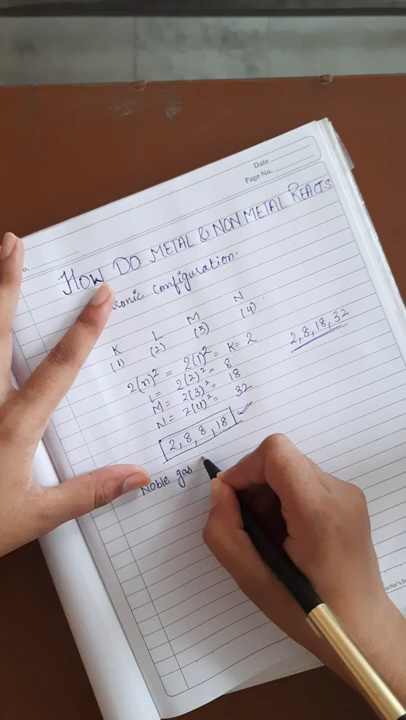 Date
Page No.
HOW DO METAL & NON METAL REACTS
ronic configuration.
K L M N
(1) (2) (3) (4)
2(n)² = 2(1)² = K= 2
L= 2(2)² = 8
M= 2(3)² = 18
N= 2(4)² = 32
2,8,18,32
2,8,8,18
Noble gas